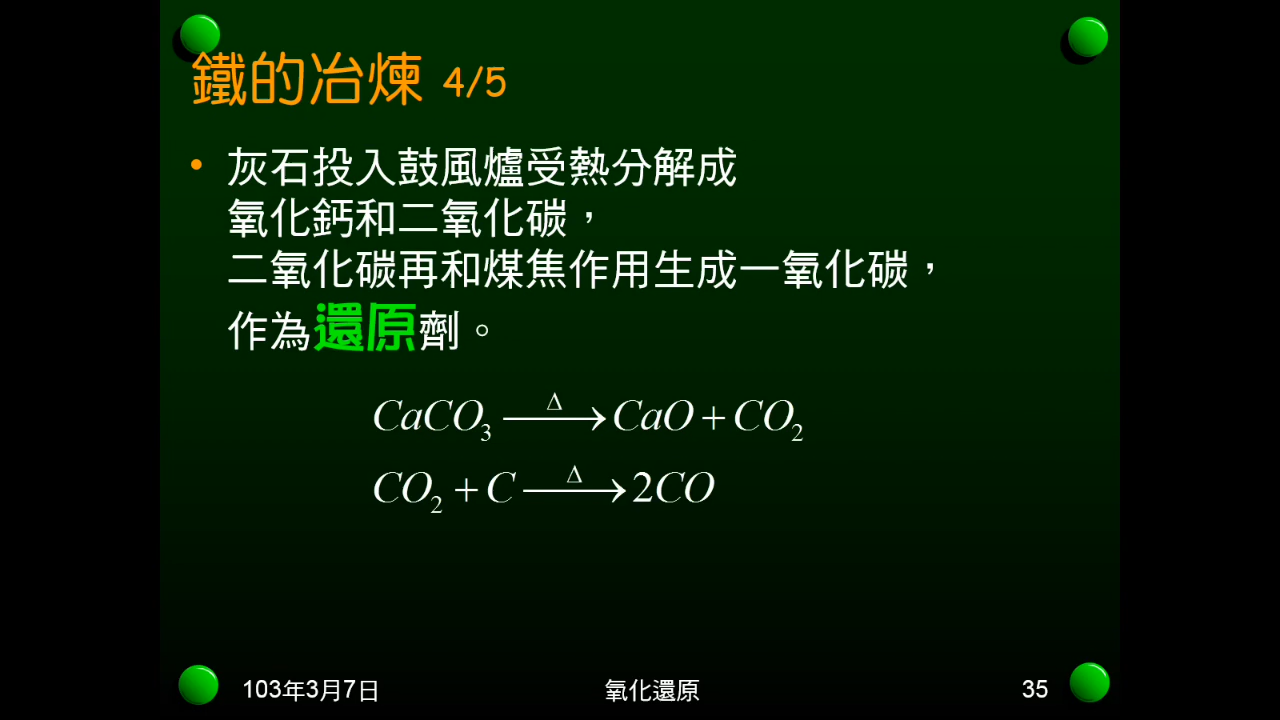 鐵的冶煉 4/5
• 灰石投入鼓風爐受熱分解成
氧化鈣和二氧化碳，
二氧化碳再和煤焦作用生成一氧化碳，
作為還原劑。
CaCO₃ —Δ→ CaO + CO₂
CO₂ + C —Δ→ 2CO
103年3月7日 氧化還原 35